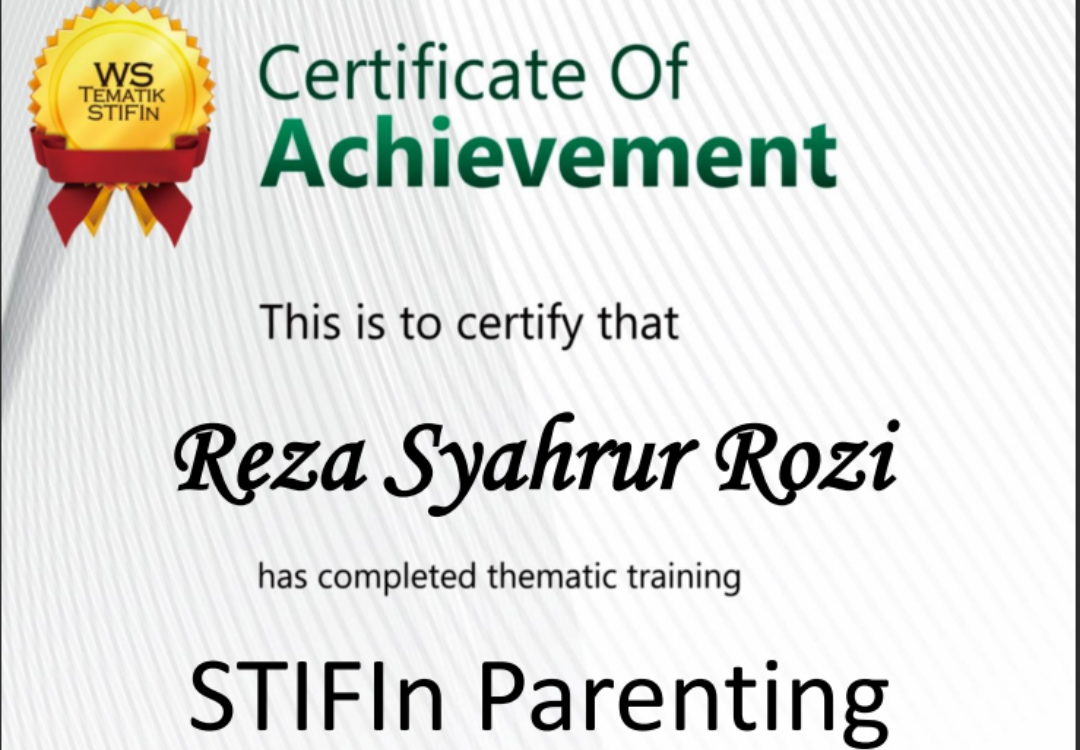 WS
TEMATIK
STIFIN
Certificate Of
Achievement
This is to certify that
Reza Syahrur Rozi
has completed thematic training
STIFIn Parenting